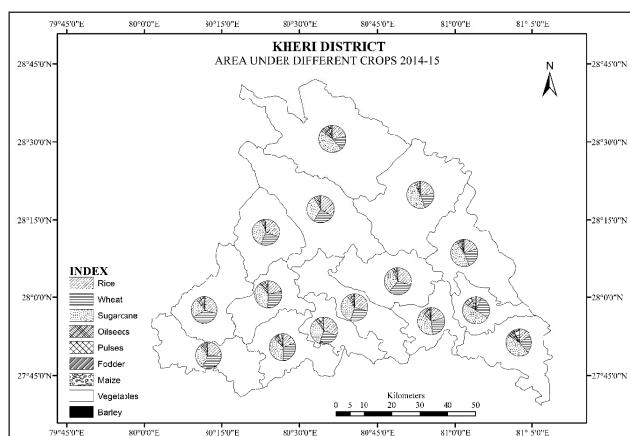 79°45'0"E 80°0'0"E 80°15'0"E 80°30'0"E 80°45'0"E 81°0'0"E 81°15'0"E
KHERI DISTRICT
AREA UNDER DIFFERENT CROPS 2014-15
N
28°45'0"N 28°45'0"N
28°30'0"N 28°30'0"N
28°15'0"N 28°15'0"N
28°0'0"N 28°0'0"N
27°45'0"N 27°45'0"N
INDEX
Rice
Wheat
Sugarcane
Oilseeds
Pulses
Fodder
Maize
Vegetables
Barley
Kilometers
0 5 10 20 30 40 50
79°45'0"E 80°0'0"E 80°15'0"E 80°30'0"E 80°45'0"E 81°0'0"E 81°15'0"E